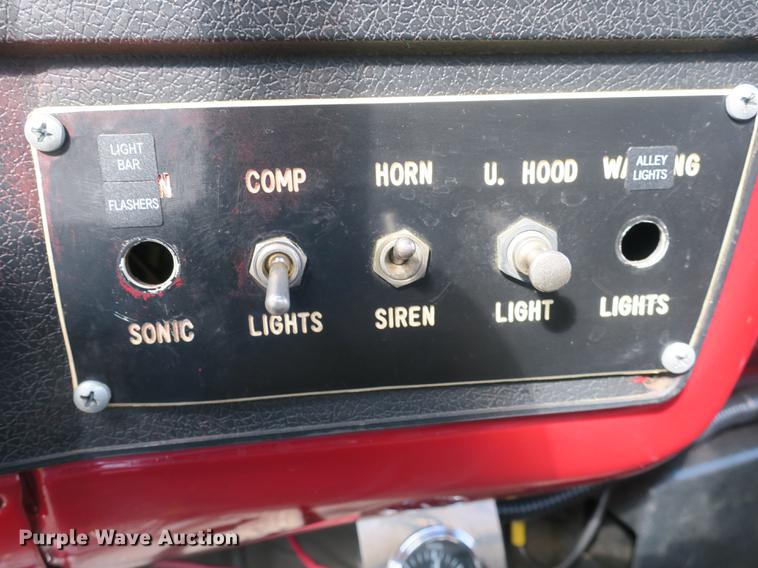 LIGHT
BAR
FLASHERS
SONIC
COMP
LIGHTS
HORN
SIREN
U. HOOD
LIGHT
ALLEY
LIGHTS
LIGHTS
Purple Wave Auction